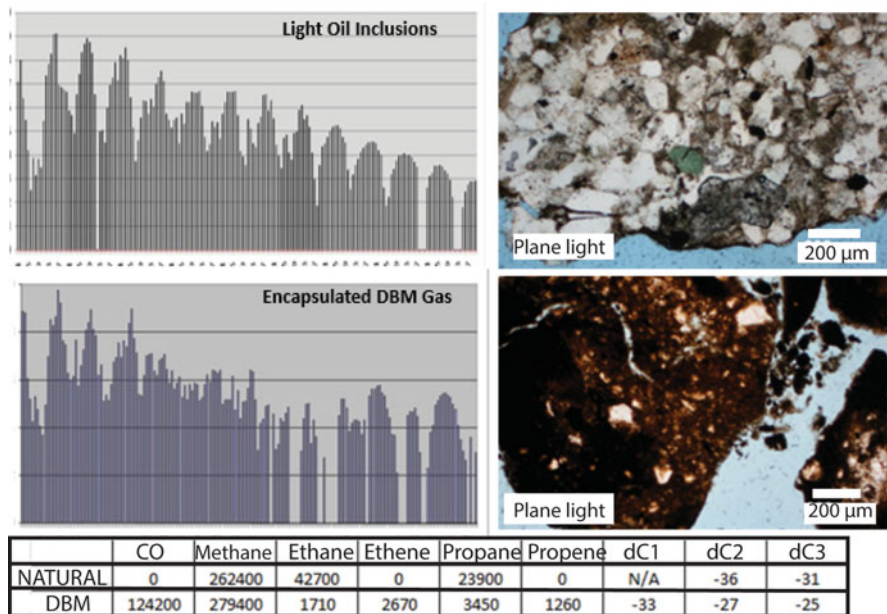 Light Oil Inclusions
Plane light
200 µm
Encapsulated DBM Gas
Plane light
200 µm
CO Methane Ethane Ethene Propane Propene dC1 dC2 dC3
NATURAL 0 262400 42700 0 23900 0 N/A -36 -31
DBM 124200 279400 1710 2670 3450 1260 -33 -27 -25